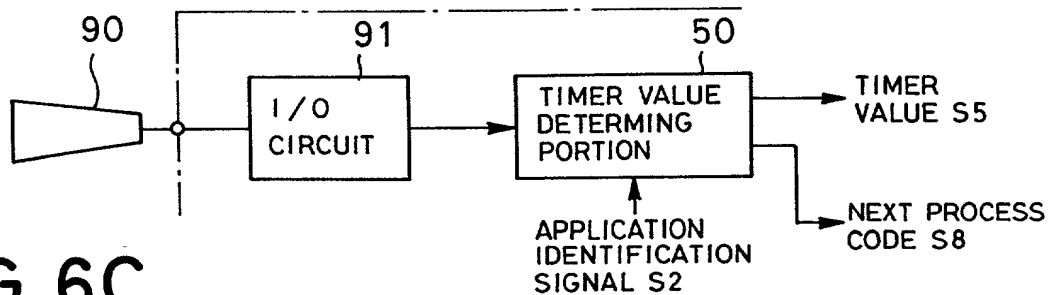 90
91
50
I/O
CIRCUIT
TIMER VALUE
DETERMING
PORTION
TIMER
VALUE S5
NEXT PROCESS
CODE S8
APPLICATION
IDENTIFICATION
SIGNAL S2
G 6C